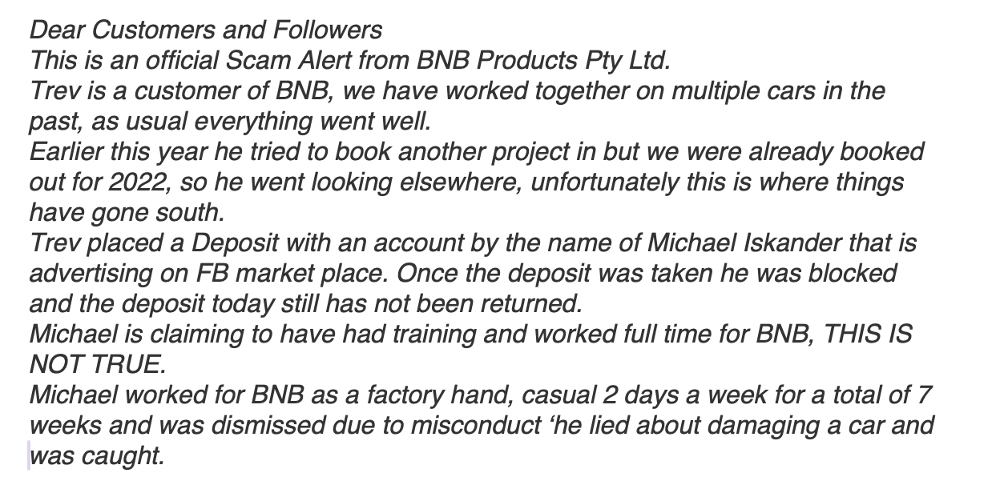 Dear Customers and Followers
This is an official Scam Alert from BNB Products Pty Ltd.
Trev is a customer of BNB, we have worked together on multiple cars in the
past, as usual everything went well.
Earlier this year he tried to book another project in but we were already booked
out for 2022, so he went looking elsewhere, unfortunately this is where things
have gone south.
Trev placed a Deposit with an account by the name of Michael Iskander that is
advertising on FB market place. Once the deposit was taken he was blocked
and the deposit today still has not been returned.
Michael is claiming to have had training and worked full time for BNB, THIS IS
NOT TRUE.
Michael worked for BNB as a factory hand, casual 2 days a week for a total of 7
weeks and was dismissed due to misconduct ‘he lied about damaging a car and
was caught.